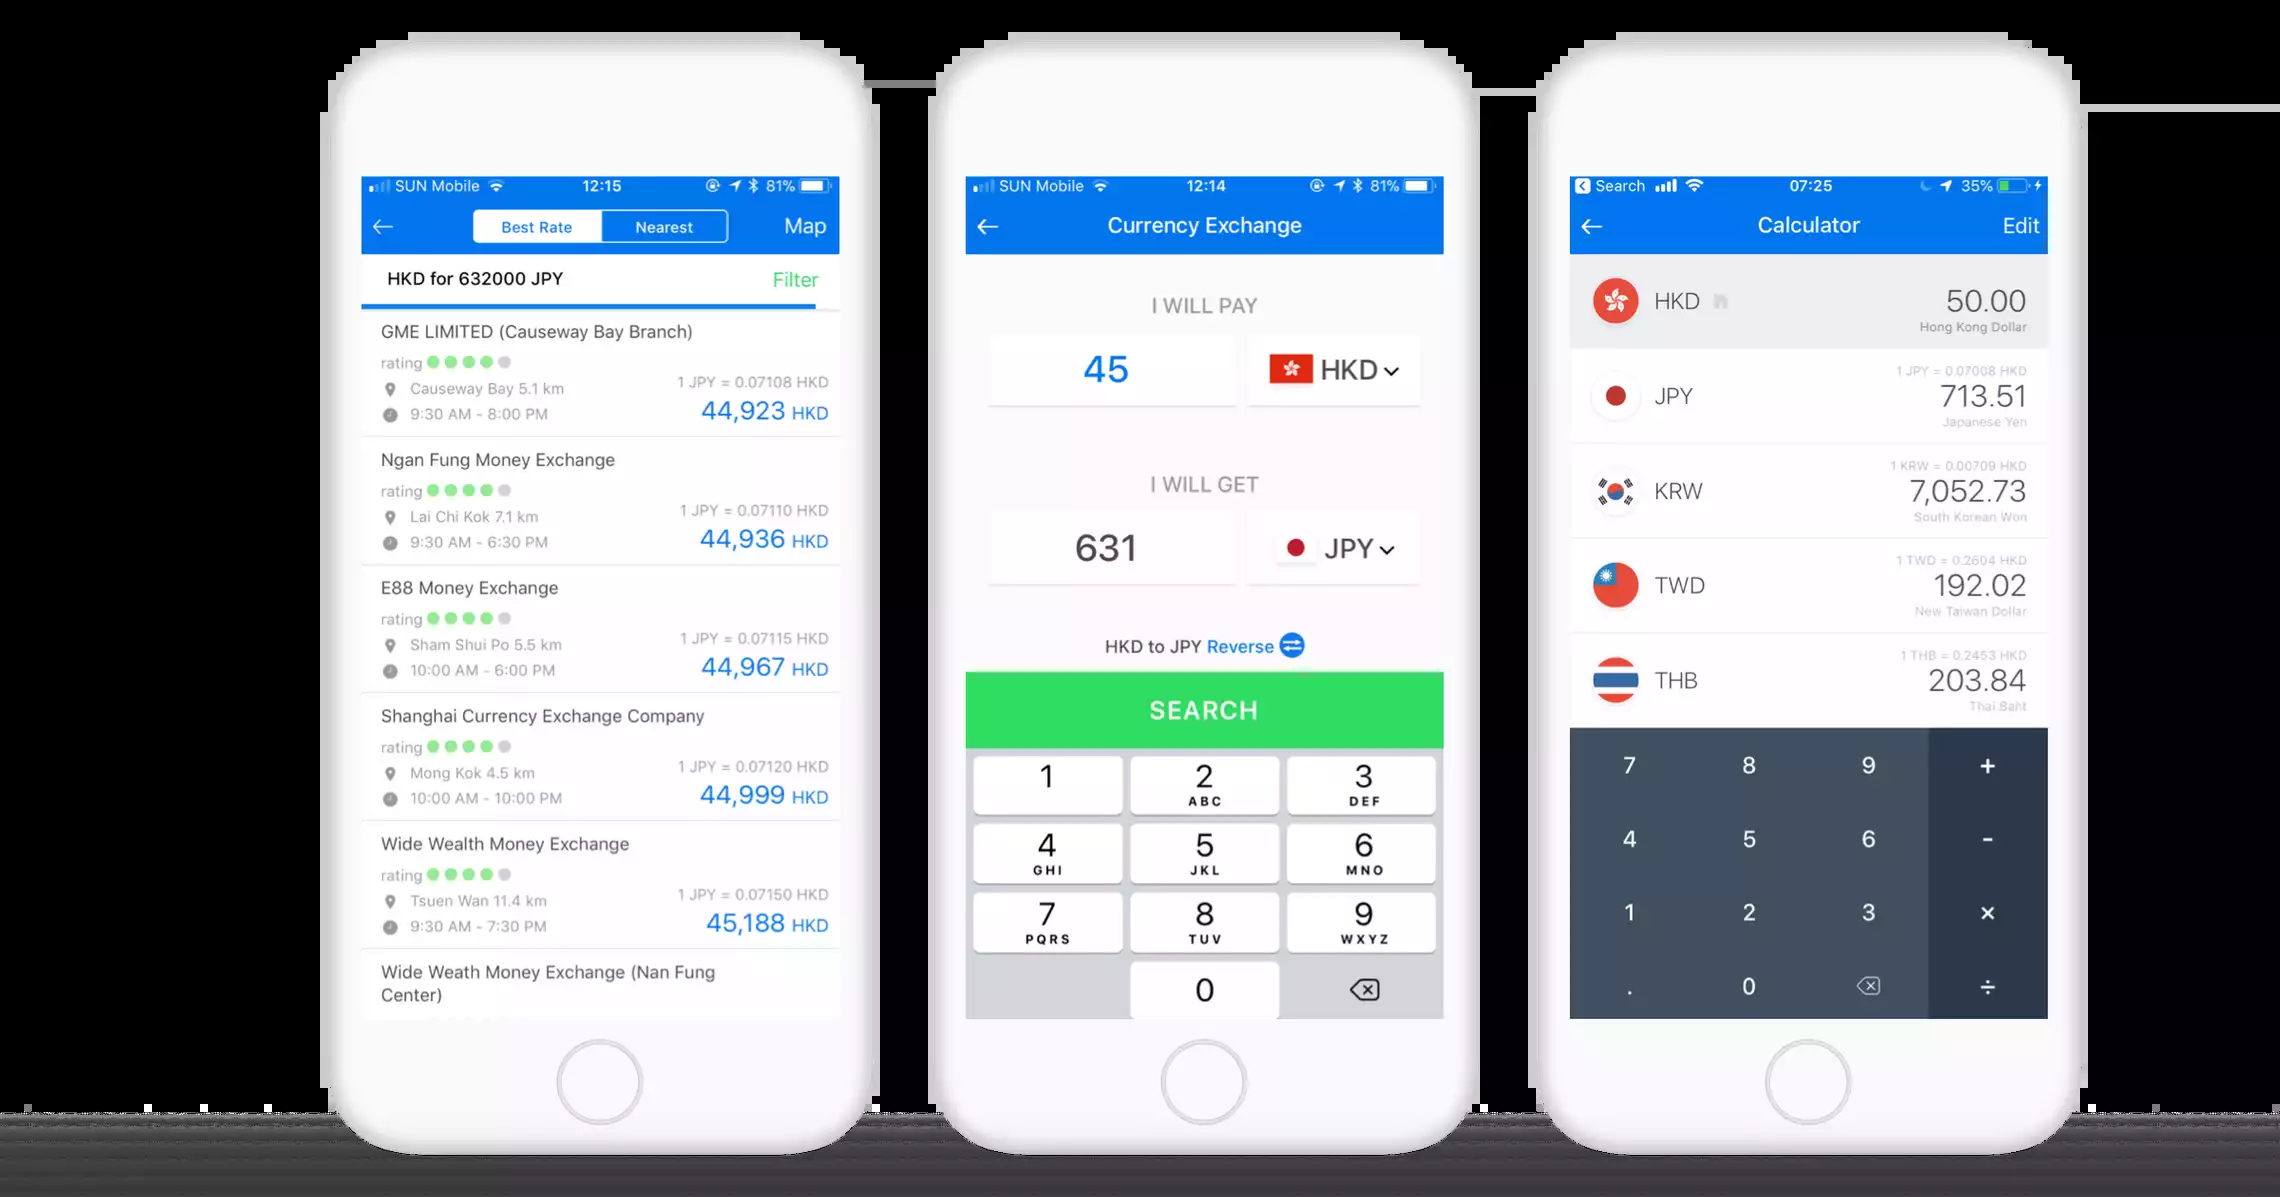 SUN Mobile 12:15 81%
Best Rate Nearest Map
HKD for 632000 JPY Filter
GME LIMITED (Causeway Bay Branch)
rating
Causeway Bay 5.1 km 1 JPY = 0.07108 HKD
9:30 AM - 8:00 PM 44,923 HKD
Ngan Fung Money Exchange
rating
Lai Chi Kok 7.1 km 1 JPY = 0.07110 HKD
9:30 AM - 6:30 PM 44,936 HKD
E88 Money Exchange
rating
Sham Shui Po 5.5 km 1 JPY = 0.07115 HKD
10:00 AM - 6:00 PM 44,967 HKD
Shanghai Currency Exchange Company
rating
Mong Kok 4.5 km 1 JPY = 0.07120 HKD
10:00 AM - 10:00 PM 44,999 HKD
Wide Wealth Money Exchange
rating
Tsuen Wan 11.4 km 1 JPY = 0.07150 HKD
9:30 AM - 7:30 PM 45,188 HKD
Wide Weath Money Exchange (Nan Fung
Center)
SUN Mobile 12:14 81%
Currency Exchange
I WILL PAY
45 HKD
I WILL GET
631 JPY
HKD to JPY Reverse
SEARCH
1 2 3
ABC DEF
4 5 6
GHI JKL MNO
7 8 9
PQRS TUV WXYZ
0
Search 07:25 35%
Calculator Edit
HKD 50.00
Hong Kong Dollar
1 JPY = 0.07008 HKD
JPY 713.51
Japanese Yen
1 KRW = 0.00709 HKD
KRW 7,052.73
South Korean Won
1 TWD = 0.2604 HKD
TWD 192.02
New Taiwan Dollar
1 THB = 0.2453 HKD
THB 203.84
Thai Baht
7 8 9 +
4 5 6 -
1 2 3 ×
. 0 ÷